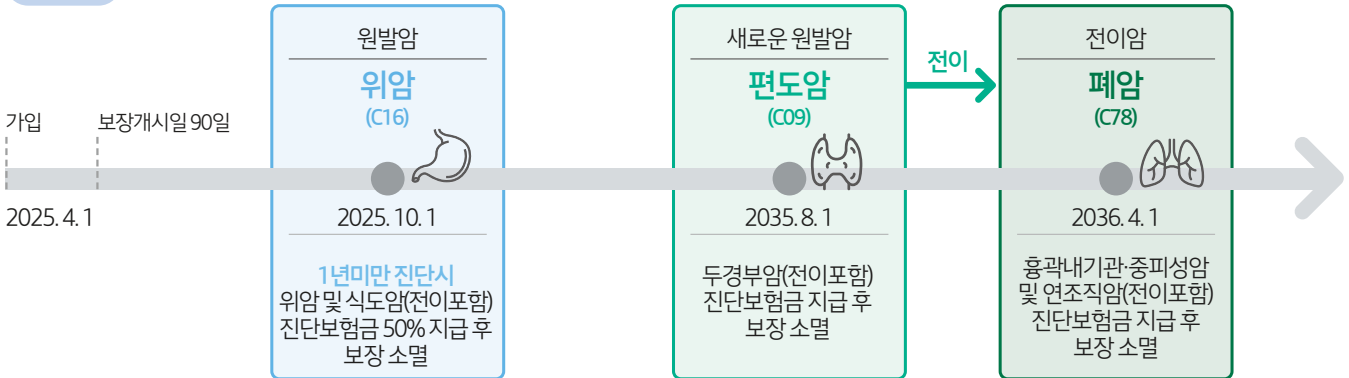 가입
보장개시일 90일
2025. 4. 1
원발암
위암
(C16)
2025. 10. 1
1년미만 진단시
위암 및 식도암(전이포함)
진단보험금 50% 지급 후
보장 소멸
새로운 원발암
편도암
(C09)
2035. 8. 1
두경부암(전이포함)
진단보험금 지급 후
보장 소멸
전이
전이암
폐암
(C78)
2036. 4. 1
흉곽내기관·중피성암
및 연조직암(전이포함)
진단보험금 지급 후
보장 소멸